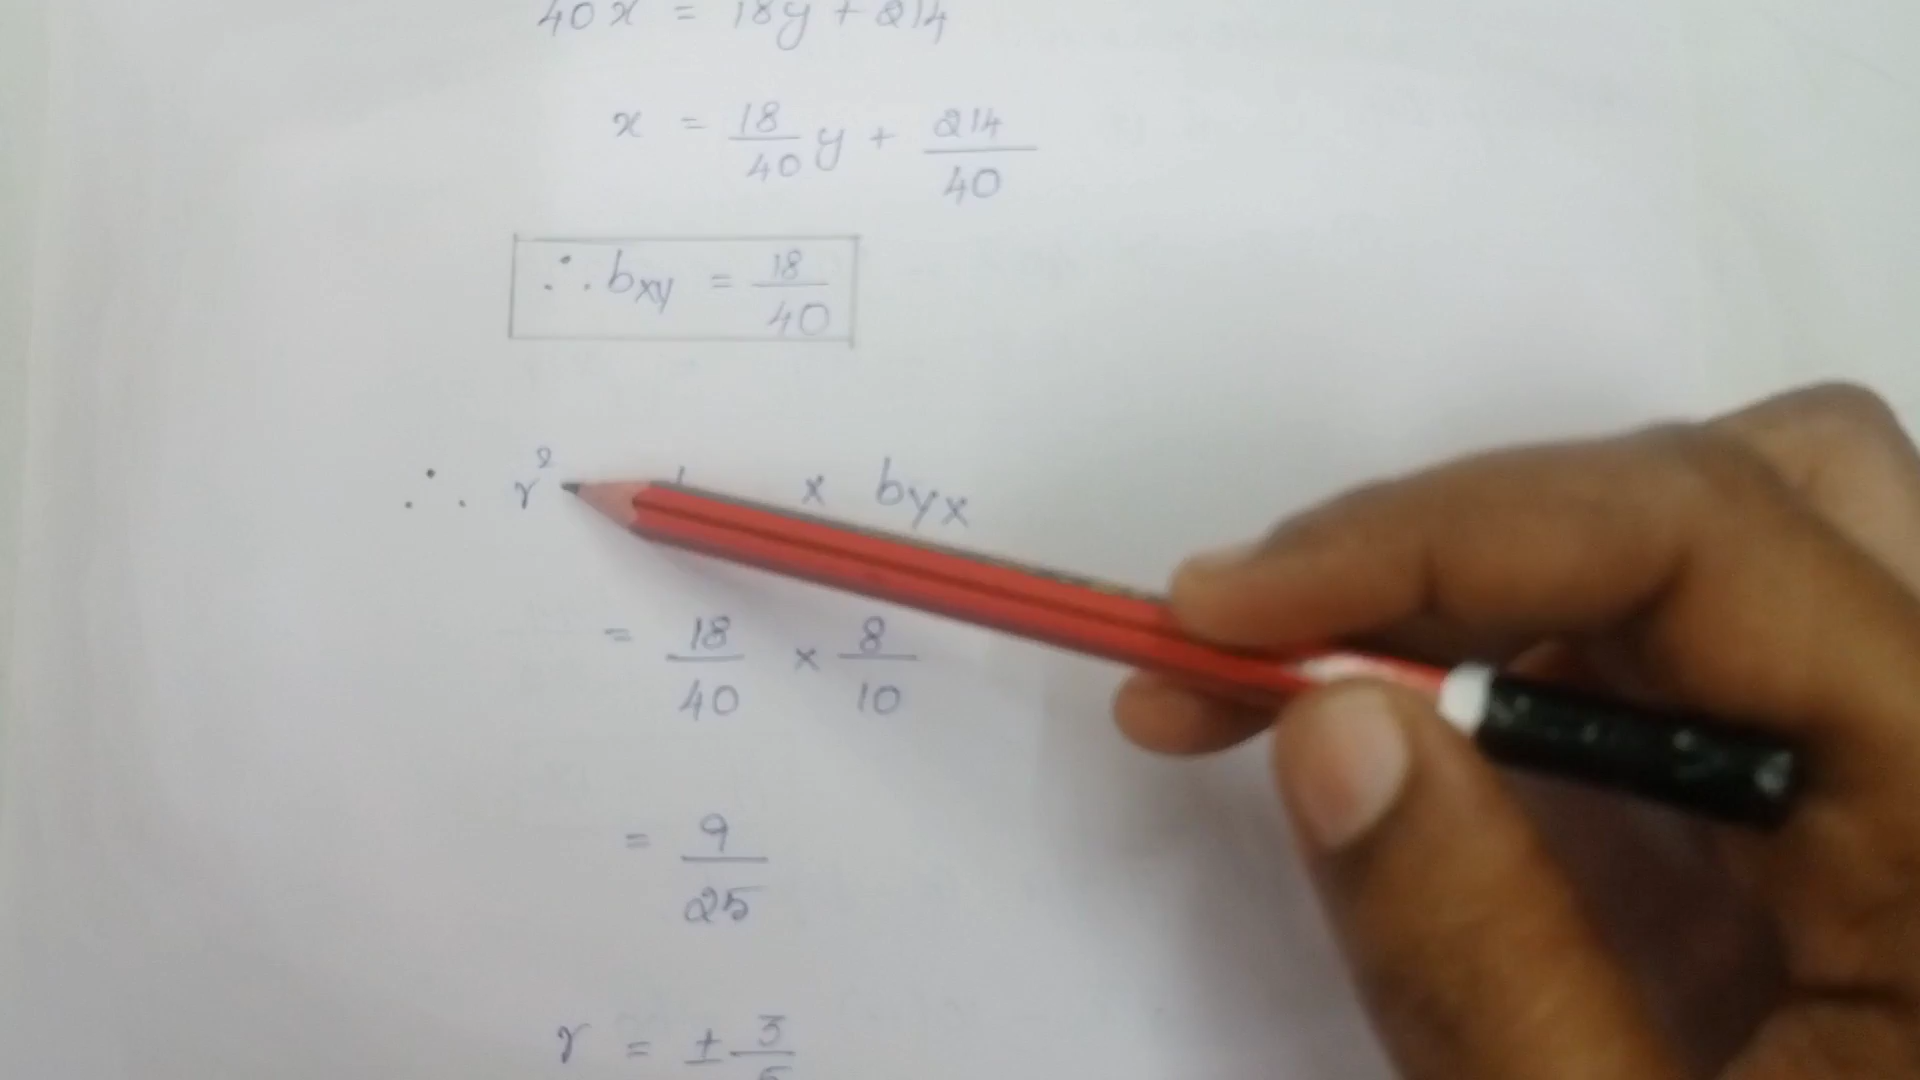 40x = 18y + 214
x = 18/40 y + 214/40
∴ bxy = 18/40
∴ r² x byx
= 18/40 x 8/10
= 9/25
r = ± 3/5